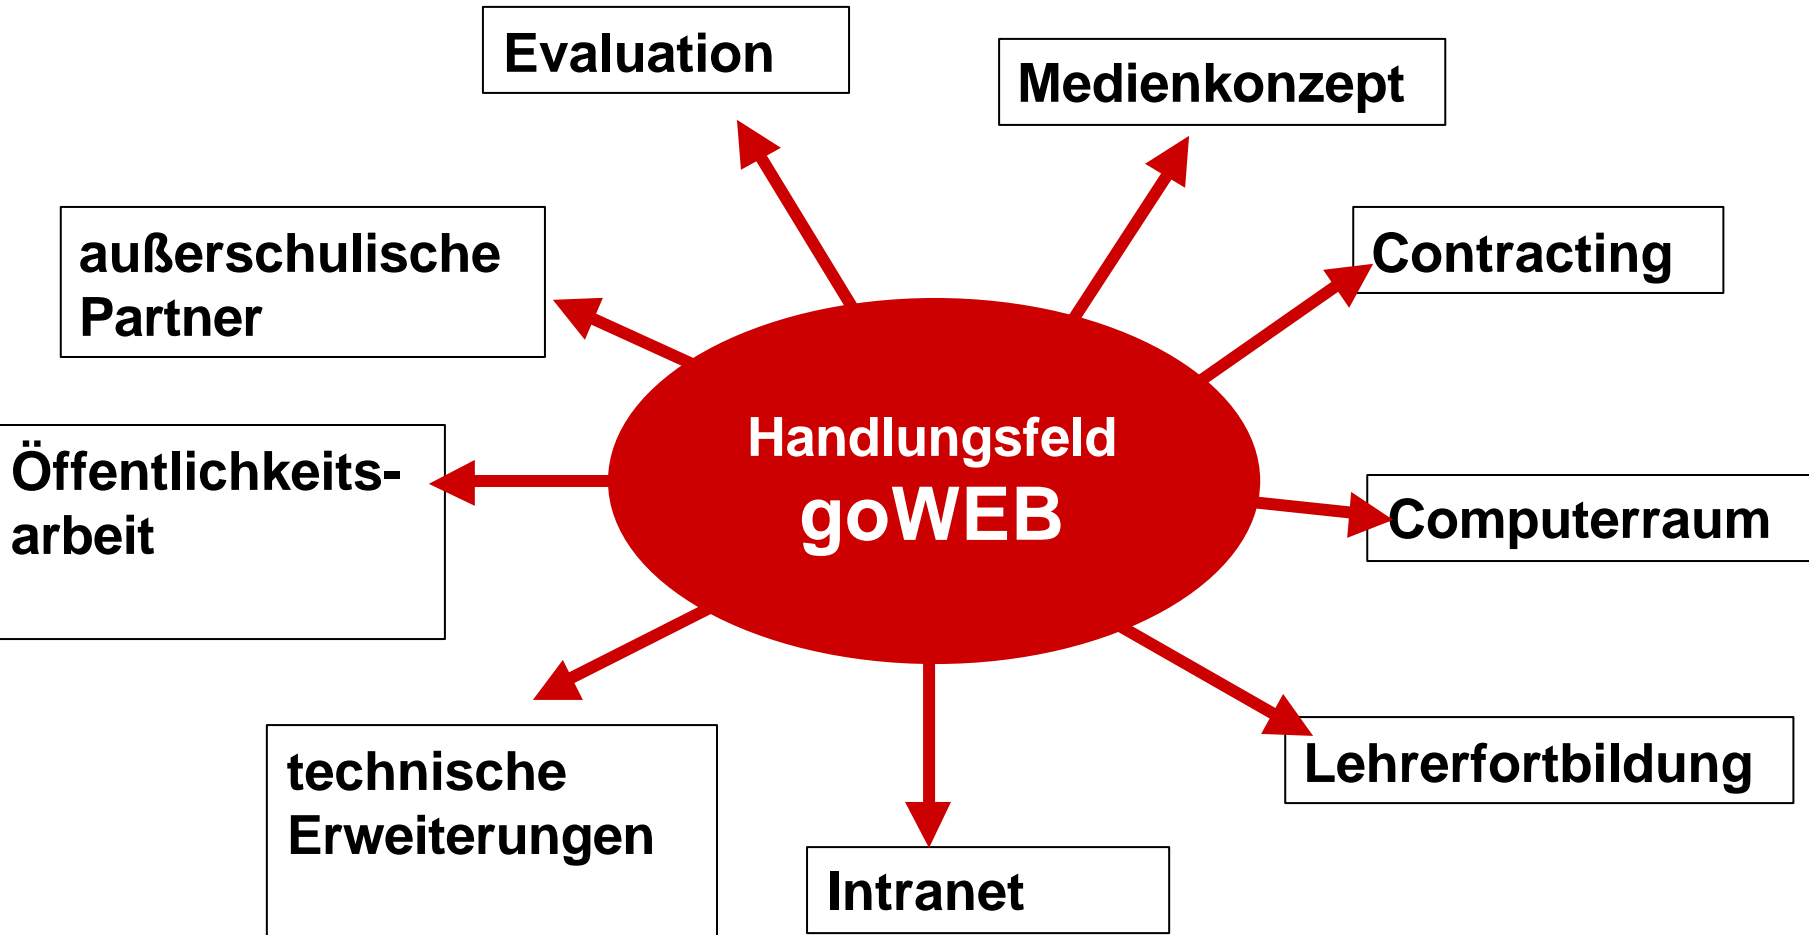 Evaluation
Medienkonzept
außerschulische
Partner
Contracting
Handlungsfeld
goWEB
Öffentlichkeits-
arbeit
Computerraum
technische
Erweiterungen
Lehrerfortbildung
Intranet